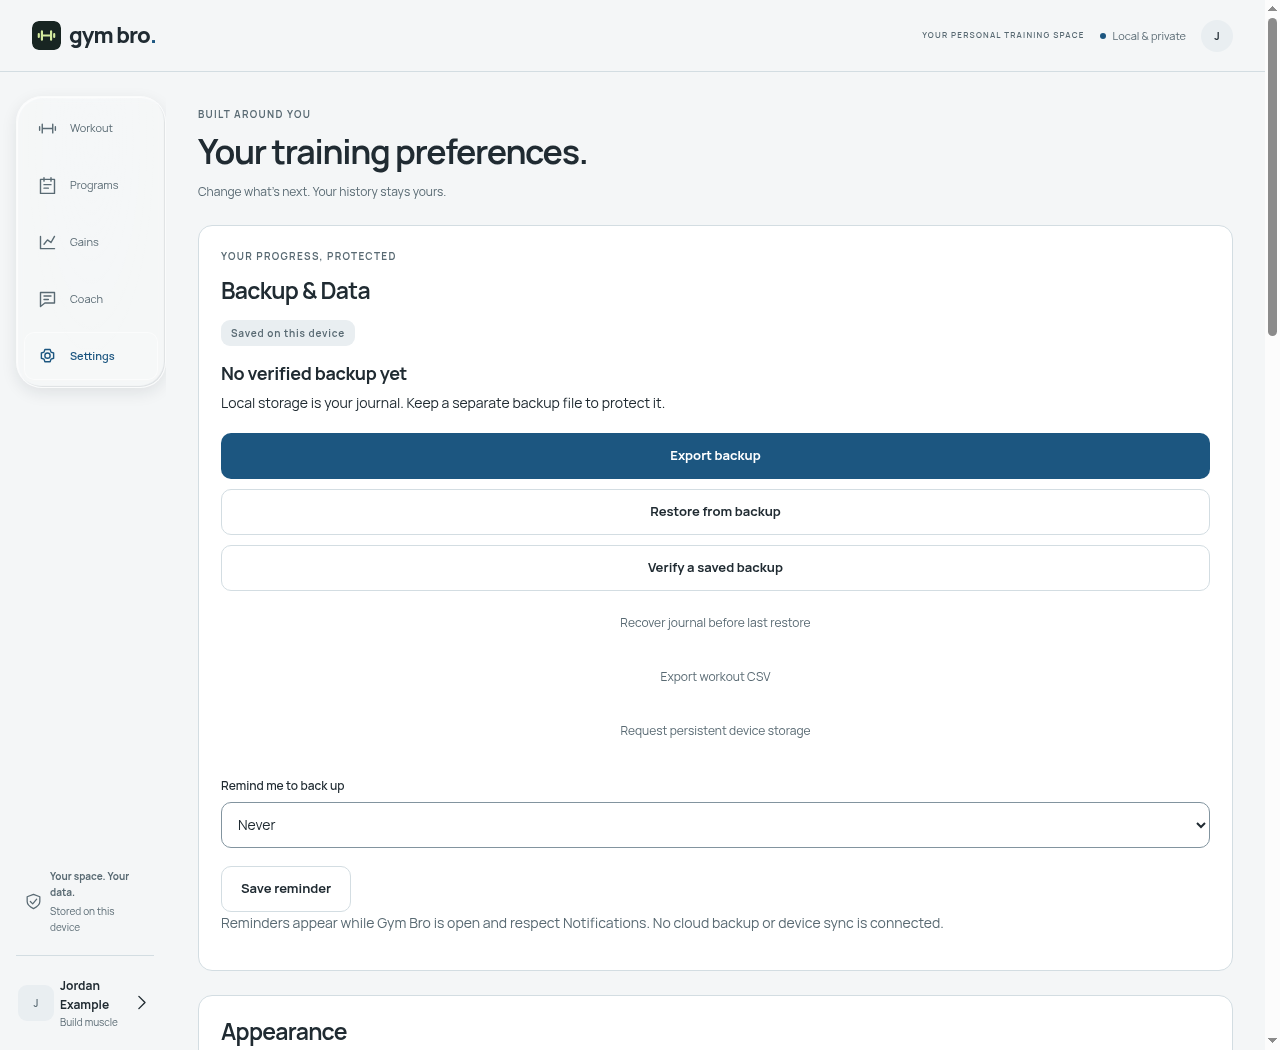 gym bro.
YOUR PERSONAL TRAINING SPACE
Local & private
J
Workout
Programs
Gains
Coach
Settings
Your space. Your
data.
Stored on this
device
J
Jordan
Example
Build muscle
BUILT AROUND YOU
Your training preferences.
Change what's next. Your history stays yours.
YOUR PROGRESS, PROTECTED
Backup & Data
Saved on this device
No verified backup yet
Local storage is your journal. Keep a separate backup file to protect it.
Export backup
Restore from backup
Verify a saved backup
Recover journal before last restore
Export workout CSV
Request persistent device storage
Remind me to back up
Never
Save reminder
Reminders appear while Gym Bro is open and respect Notifications. No cloud backup or device sync is connected.
Appearance